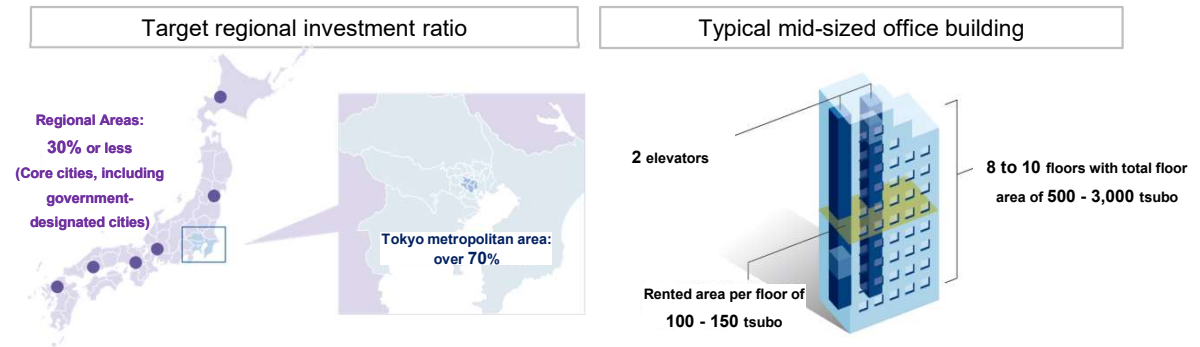 Target regional investment ratio
Regional Areas:
30% or less
(Core cities, including
government-
designated cities)
Tokyo metropolitan area:
over 70%
Typical mid-sized office building
2 elevators
8 to 10 floors with total floor
area of 500 - 3,000 tsubo
Rented area per floor of
100 - 150 tsubo